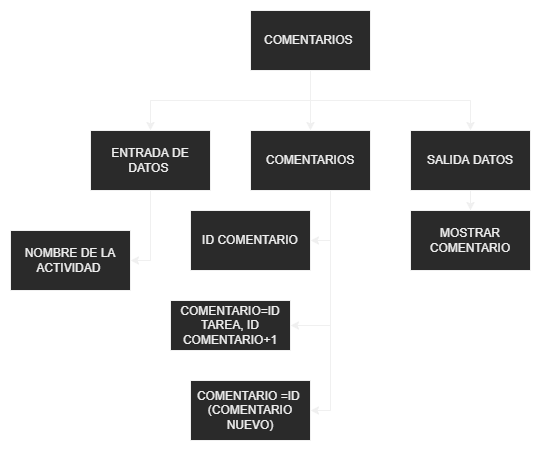 COMENTARIOS
ENTRADA DE
DATOS
COMENTARIOS
SALIDA DATOS
NOMBRE DE LA
ACTIVIDAD
ID COMENTARIO
MOSTRAR
COMENTARIO
COMENTARIO=ID
TAREA, ID
COMENTARIO+1
COMENTARIO =ID
(COMENTARIO
NUEVO)